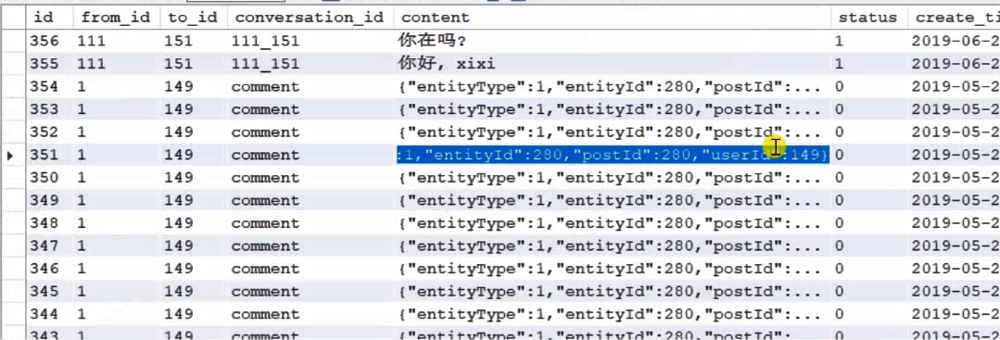 id from_id to_id conversation_id content status create_ti
356 111 151 111_151 你在吗? 1 2019-06-2
355 111 151 111_151 你好, xixi 1 2019-06-2
354 1 149 comment {"entityType":1,"entityId":280,"postId":... 0 2019-05-2
353 1 149 comment {"entityType":1,"entityId":280,"postId":... 0 2019-05-2
352 1 149 comment {"entityType":1,"entityId":280,"postId":... 0 2019-05-2
351 1 149 comment :1,"entityId":280,"postId":280,"userId":149} 0 2019-05-2
350 1 149 comment {"entityType":1,"entityId":280,"postId":... 0 2019-05-2
349 1 149 comment {"entityType":1,"entityId":280,"postId":... 0 2019-05-2
348 1 149 comment {"entityType":1,"entityId":280,"postId":... 0 2019-05-2
347 1 149 comment {"entityType":1,"entityId":280,"postId":... 0 2019-05-2
346 1 149 comment {"entityType":1,"entityId":280,"postId":... 0 2019-05-2
345 1 149 comment {"entityType":1,"entityId":280,"postId":... 0 2019-05-2
344 1 149 comment {"entityType":1,"entityId":280,"postId":... 0 2019-05-2
343 1 149 comment {"entityType":1,"entityId":280,"postId": 0 2019-05-2